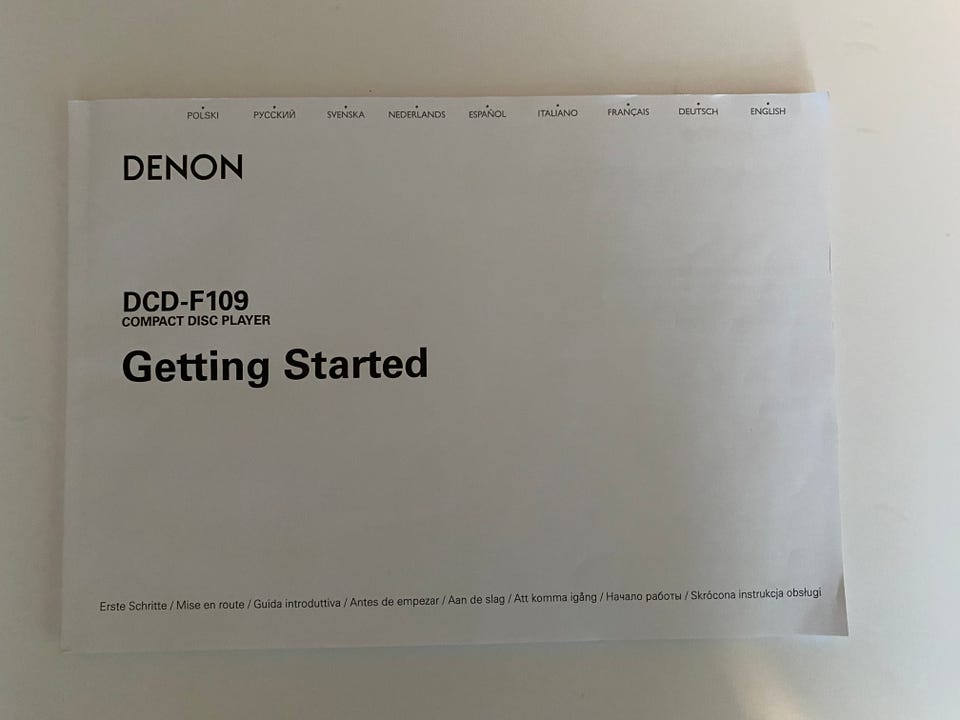 POLSKI РУССКИЙ SVENSKA NEDERLANDS ESPAÑOL ITALIANO FRANÇAIS DEUTSCH ENGLISH
DENON
DCD-F109
COMPACT DISC PLAYER
Getting Started
Erste Schritte / Mise en route / Guida introduttiva / Antes de empezar / Aan de slag / Att komma igång / Начало работы / Skrócona instrukcja obsługi